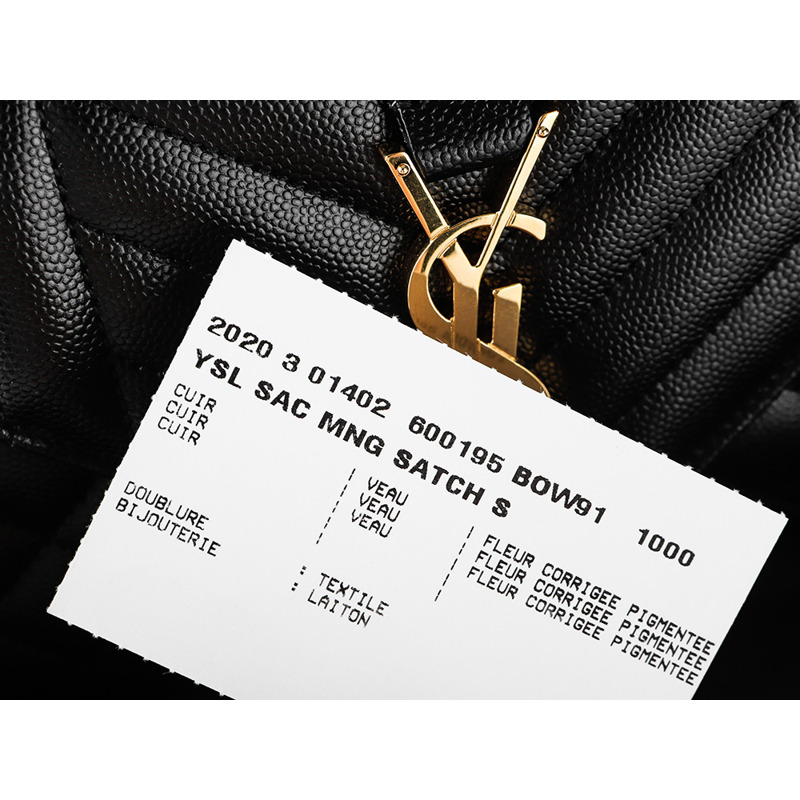 2020 3 01402 600195 BOW91 1000
YSL SAC MNG SATCH S
CUIR VEAU FLEUR CORRIGEE PIGMENTEE
CUIR VEAU FLEUR CORRIGEE PIGMENTEE
CUIR VEAU FLEUR CORRIGEE PIGMENTEE
DOUBLURE : TEXTILE
BIJOUTERIE : LAITON